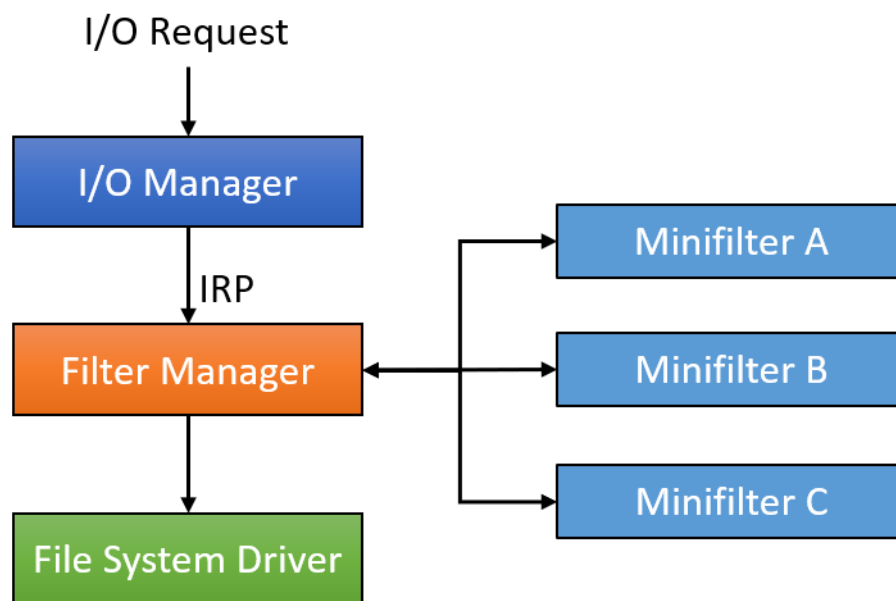 I/O Request
I/O Manager
IRP
Filter Manager
File System Driver
Minifilter A
Minifilter B
Minifilter C